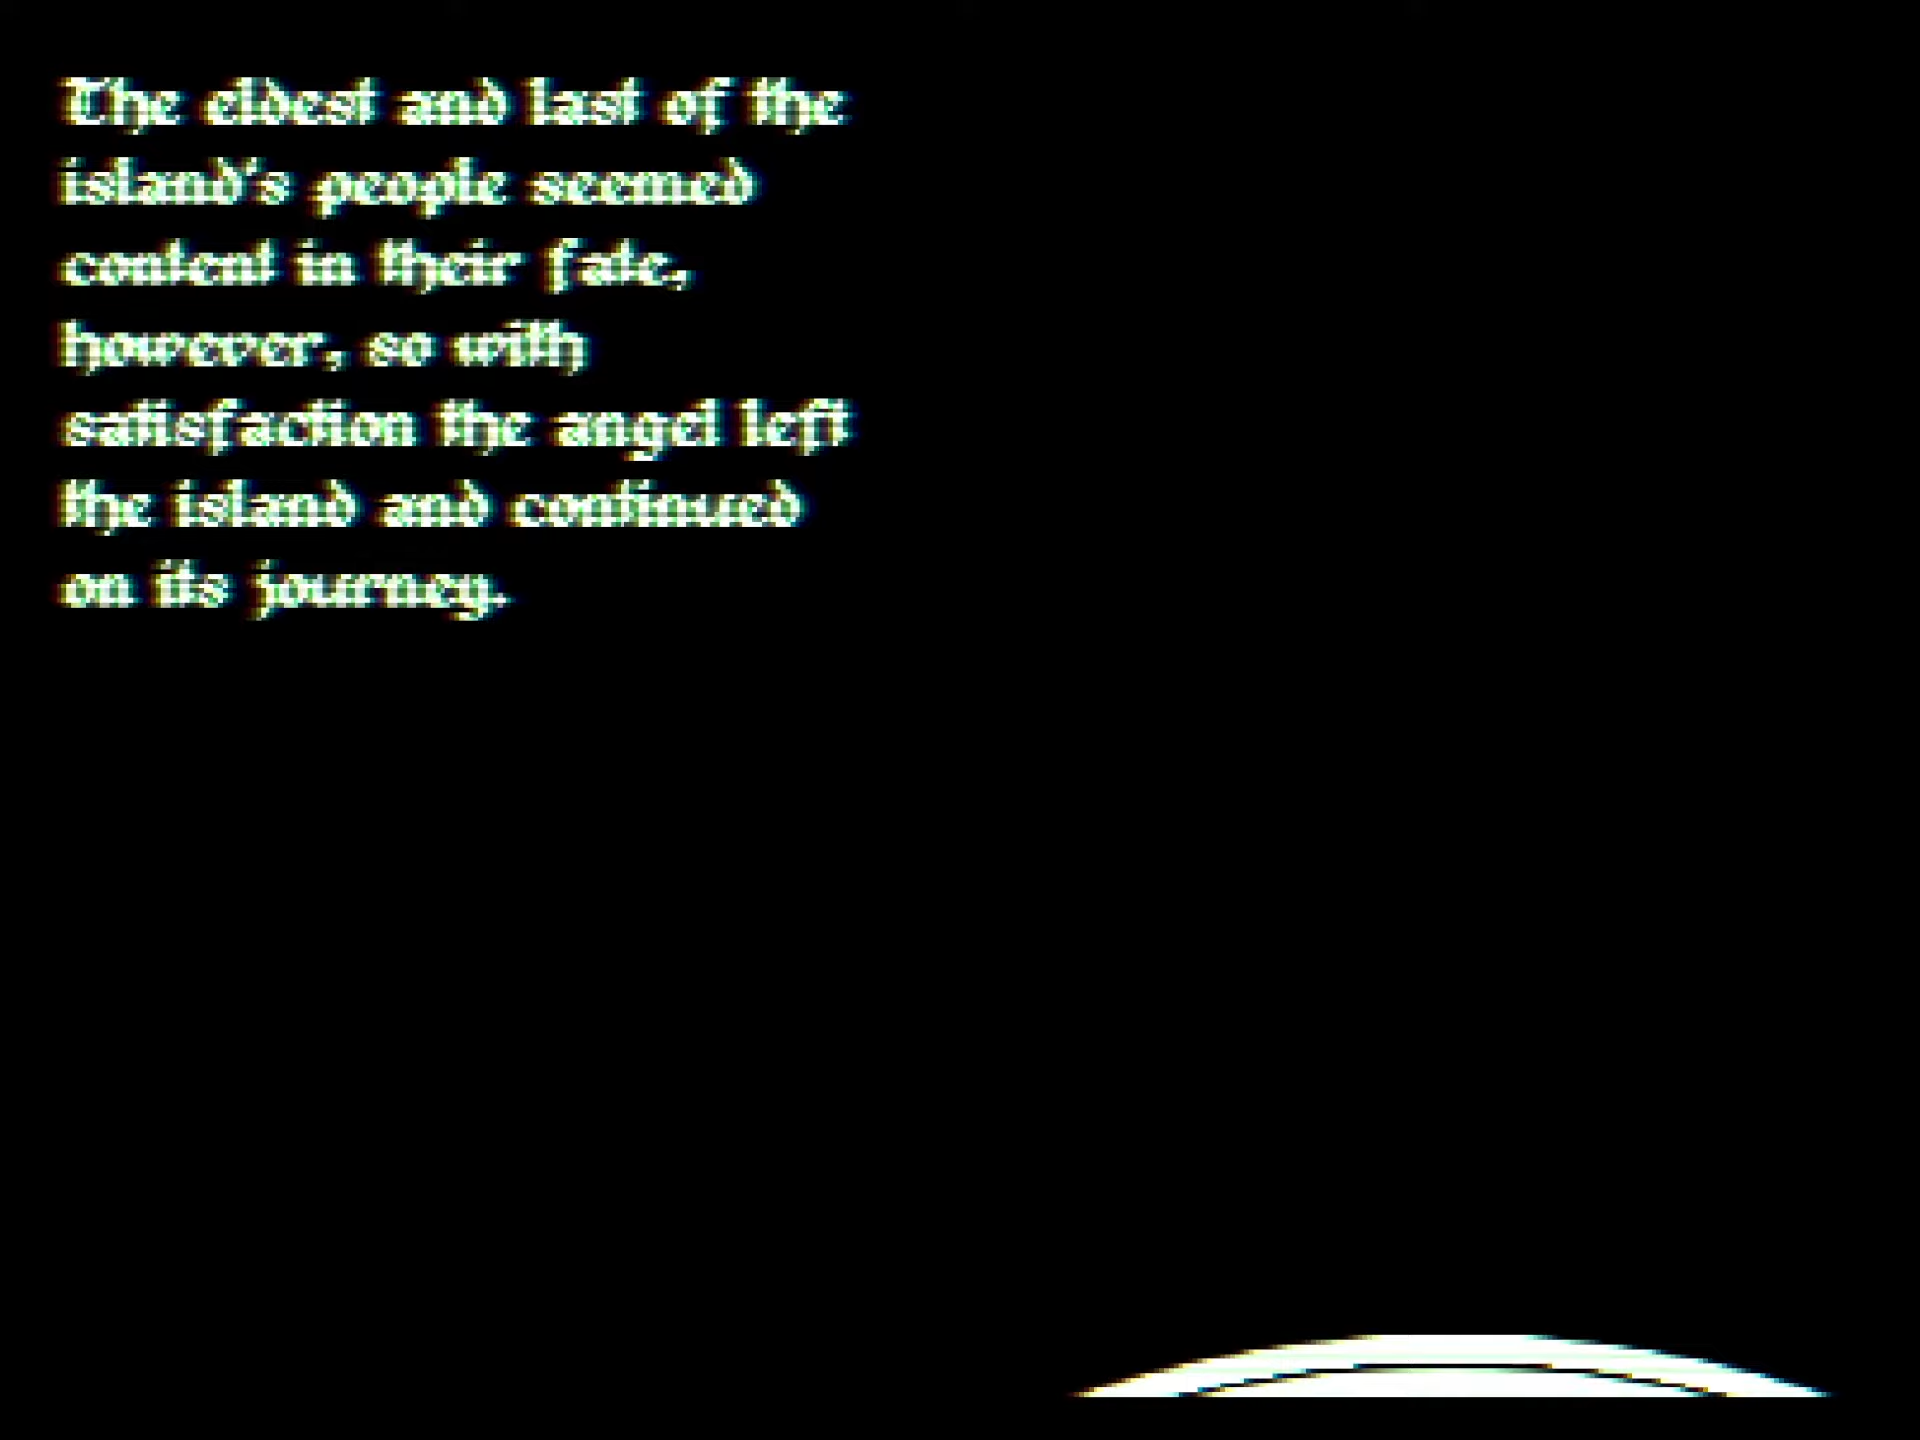 The eldest and last of the
island's people seemed
content in their fate,
however, so with
satisfaction the angel left
the island and continued
on its journey.